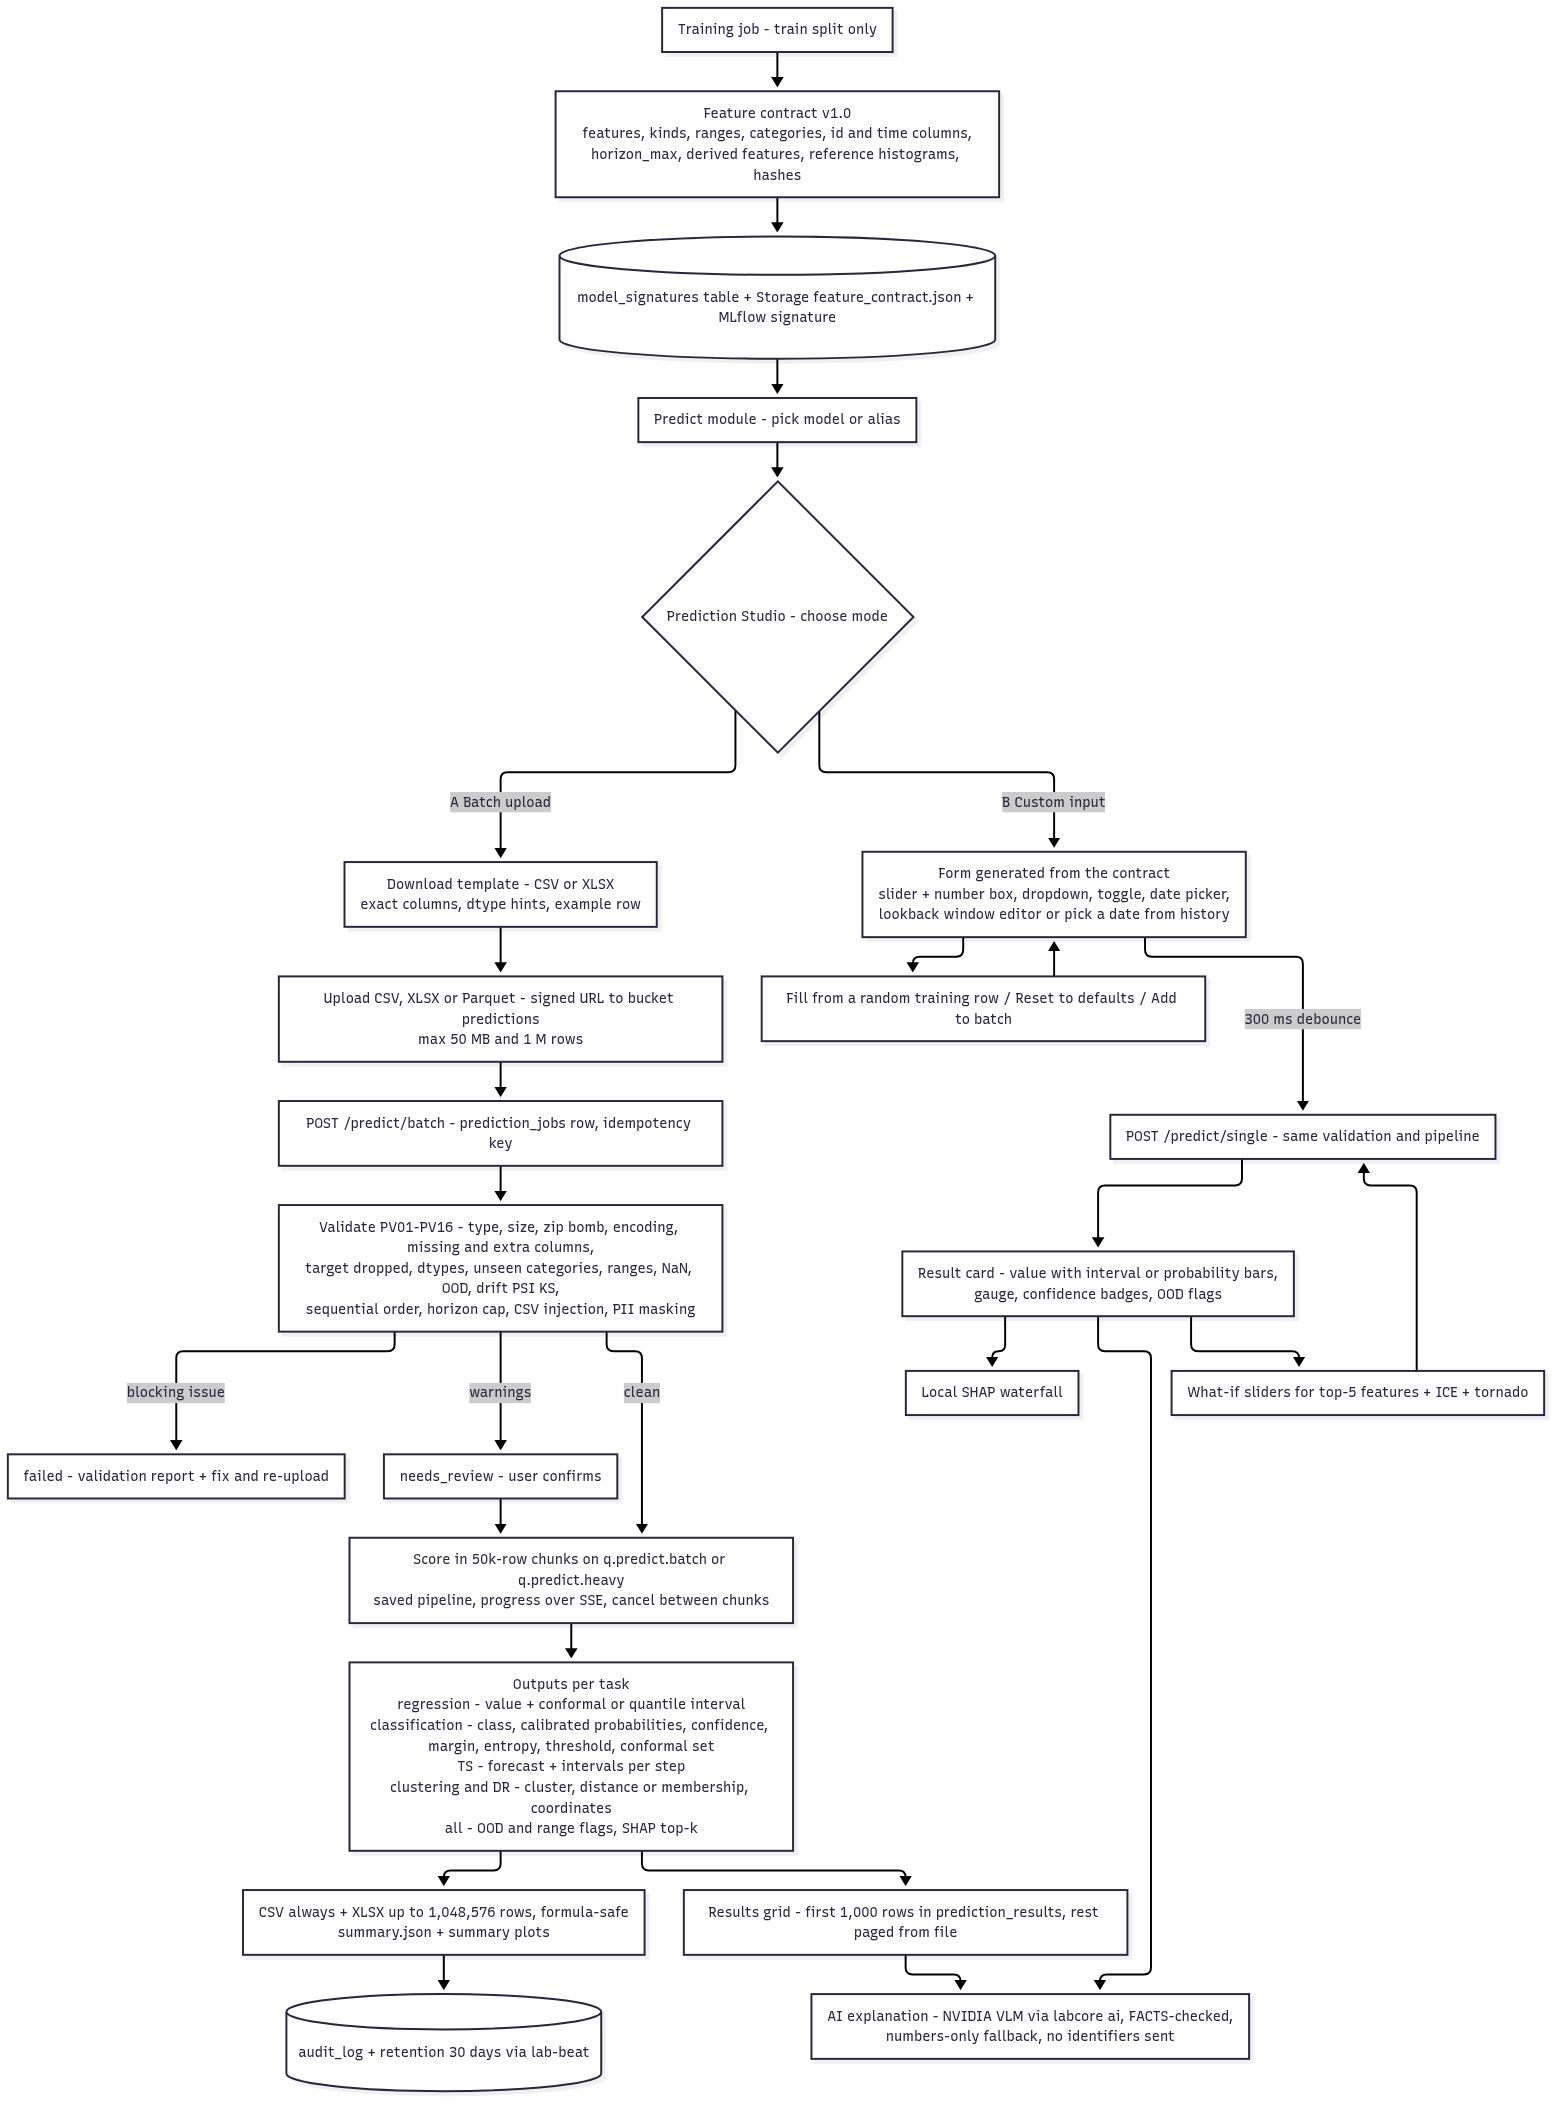 Training job - train split only
Feature contract v1.0
features, kinds, ranges, categories, id and time columns,
horizon_max, derived features, reference histograms,
hashes
model_signatures table + Storage feature_contract.json +
MLflow signature
Predict module - pick model or alias
Prediction Studio - choose mode
A Batch upload
B Custom input
Download template - CSV or XLSX
exact columns, dtype hints, example row
Form generated from the contract
slider + number box, dropdown, toggle, date picker,
lookback window editor or pick a date from history
Upload CSV, XLSX or Parquet - signed URL to bucket
predictions
max 50 MB and 1 M rows
Fill from a random training row / Reset to defaults / Add
to batch
300 ms debounce
POST /predict/batch - prediction_jobs row, idempotency
key
POST /predict/single - same validation and pipeline
Validate PV01-PV16 - type, size, zip bomb, encoding,
missing and extra columns,
target dropped, dtypes, unseen categories, ranges, NaN,
OOD, drift PSI KS,
sequential order, horizon cap, CSV injection, PII masking
Result card - value with interval or probability bars,
gauge, confidence badges, OOD flags
blocking issue
warnings
clean
Local SHAP waterfall
What-if sliders for top-5 features + ICE + tornado
failed - validation report + fix and re-upload
needs_review - user confirms
Score in 50k-row chunks on q.predict.batch or
q.predict.heavy
saved pipeline, progress over SSE, cancel between chunks
Outputs per task
regression - value + conformal or quantile interval
classification - class, calibrated probabilities, confidence,
margin, entropy, threshold, conformal set
TS - forecast + intervals per step
clustering and DR - cluster, distance or membership,
coordinates
all - OOD and range flags, SHAP top-k
CSV always + XLSX up to 1,048,576 rows, formula-safe
summary.json + summary plots
Results grid - first 1,000 rows in prediction_results, rest
paged from file
audit_log + retention 30 days via lab-beat
AI explanation - NVIDIA VLM via labcore ai, FACTS-checked,
numbers-only fallback, no identifiers sent